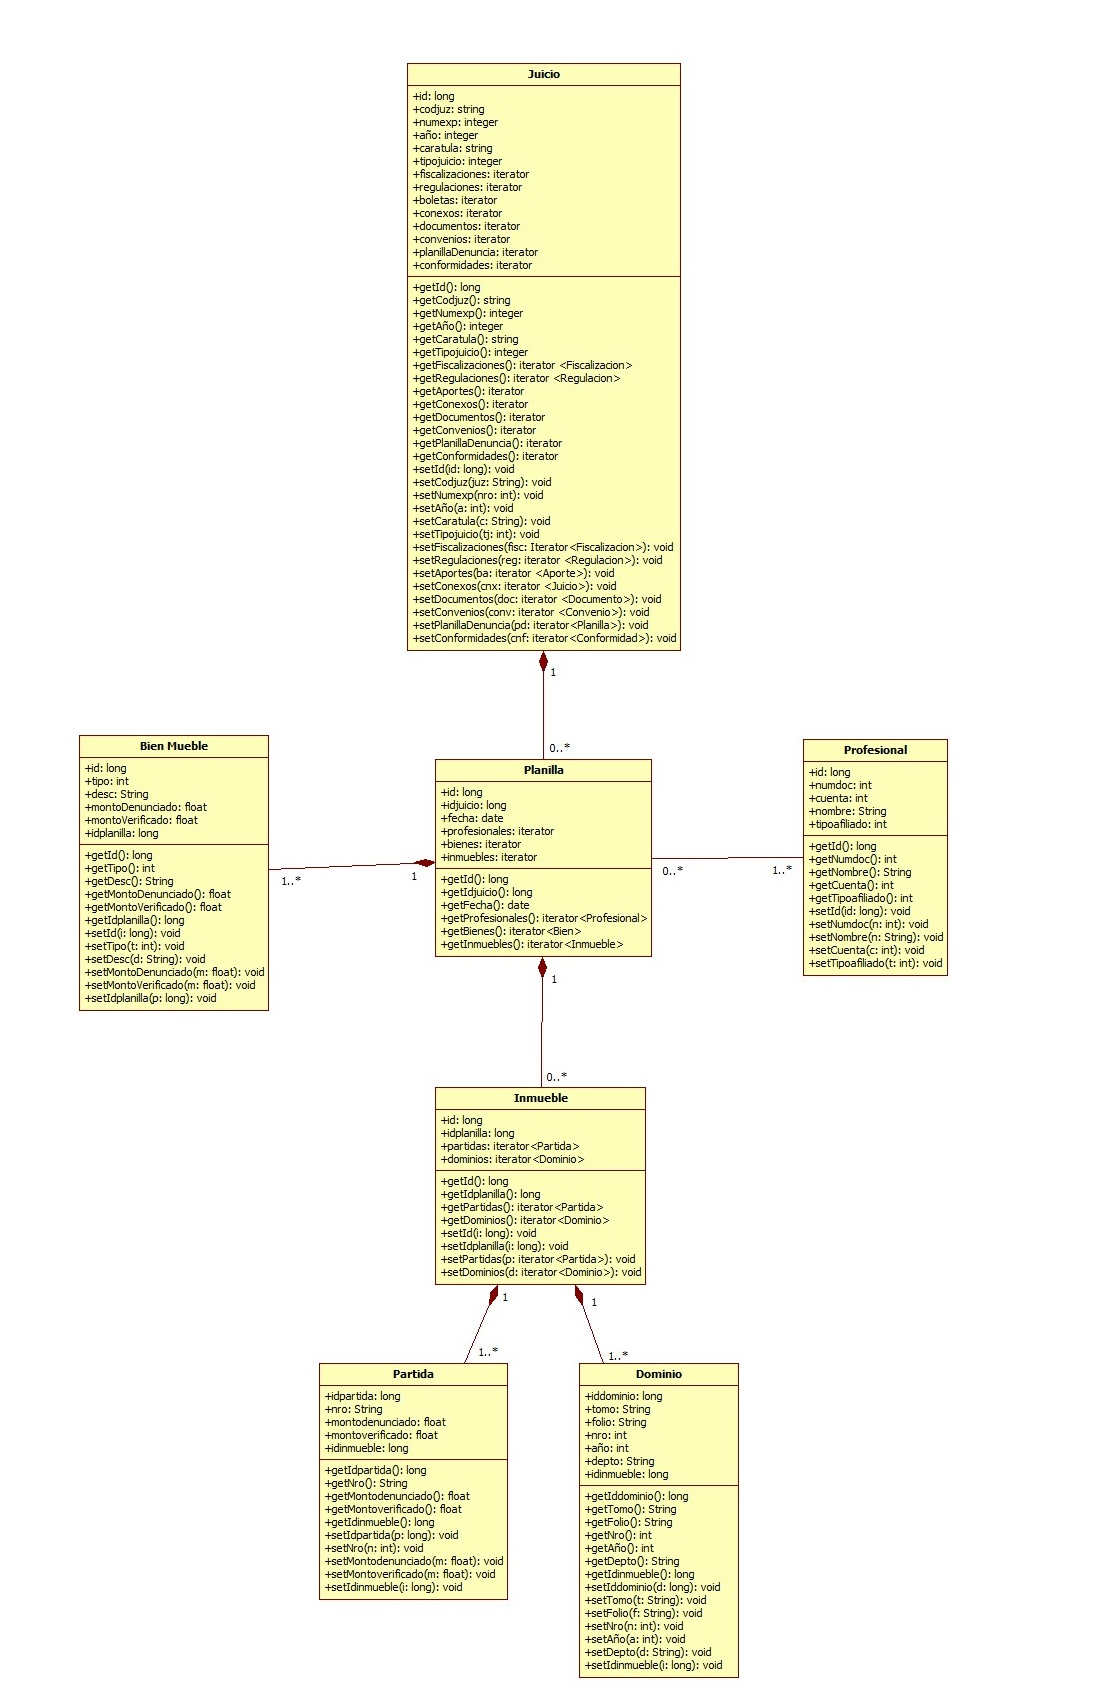 Juicio
+id: long
+codjuz: string
+numexp: integer
+año: integer
+caratula: string
+tipojuicio: integer
+fiscalizaciones: iterator
+regulaciones: iterator
+boletas: iterator
+conexos: iterator
+documentos: iterator
+convenios: iterator
+planillaDenuncia: iterator
+conformidades: iterator
+getId(): long
+getCodjuz(): string
+getNumexp(): integer
+getAño(): integer
+getCaratula(): string
+getTipojuicio(): integer
+getFiscalizaciones(): iterator <Fiscalizacion>
+getRegulaciones(): iterator <Regulacion>
+getAportes(): iterator
+getConexos(): iterator
+getDocumentos(): iterator
+getConvenios(): iterator
+getPlanillaDenuncia(): iterator
+getConformidades(): iterator
+setId(id: long): void
+setCodjuz(juz: String): void
+setNumexp(nro: int): void
+setAño(a: int): void
+setCaratula(c: String): void
+setTipojuicio(tj: int): void
+setFiscalizaciones(fisc: Iterator<Fiscalizacion>): void
+setRegulaciones(reg: iterator <Regulacion>): void
+setAportes(ba: iterator <Aporte>): void
+setConexos(cnx: iterator <Juicio>): void
+setDocumentos(doc: iterator <Documento>): void
+setConvenios(conv: iterator <Convenio>): void
+setPlanillaDenuncia(pd: iterator<Planilla>): void
+setConformidades(cnf: iterator<Conformidad>): void
1
0..*
Bien Mueble
+id: long
+tipo: int
+desc: String
+montoDenunciado: float
+montoVerificado: float
+idplanilla: long
+getId(): long
+getTipo(): int
+getDesc(): String
+getMontoDenunciado(): float
+getMontoVerificado(): float
+getIdplanilla(): long
+setId(i: long): void
+setTipo(t: int): void
+setDesc(d: String): void
+setMontoDenunciado(m: float): void
+setMontoVerificado(m: float): void
+setIdplanilla(p: long): void
1..*
1
Planilla
+id: long
+idjuicio: long
+fecha: date
+profesionales: iterator
+bienes: iterator
+inmuebles: iterator
+getId(): long
+getIdjuicio(): long
+getFecha(): date
+getProfesionales(): iterator<Profesional>
+getBienes(): iterator<Bien>
+getInmuebles(): iterator<Inmueble>
0..*
1..*
Profesional
+id: long
+numdoc: int
+cuenta: int
+nombre: String
+tipoafiliado: int
+getId(): long
+getNumdoc(): int
+getNombre(): String
+getCuenta(): int
+getTipoafiliado(): int
+setId(id: long): void
+setNumdoc(n: int): void
+setNombre(n: String): void
+setCuenta(c: int): void
+setTipoafiliado(t: int): void
1
0..*
Inmueble
+id: long
+idplanilla: long
+partidas: iterator<Partida>
+dominios: iterator<Dominio>
+getId(): long
+getIdplanilla(): long
+getPartidas(): iterator<Partida>
+getDominios(): iterator<Dominio>
+setId(i: long): void
+setIdplanilla(i: long): void
+setPartidas(p: iterator<Partida>): void
+setDominios(d: iterator<Dominio>): void
1
1..*
1
1..*
Partida
+idpartida: long
+nro: String
+montodenunciado: float
+montoverificado: float
+idinmueble: long
+getIdpartida(): long
+getNro(): String
+getMontodenunciado(): float
+getMontoverificado(): float
+getIdinmueble(): long
+setIdpartida(p: long): void
+setNro(n: int): void
+setMontodenunciado(m: float): void
+setMontoverificado(m: float): void
+setIdinmueble(i: long): void
Dominio
+iddominio: long
+tomo: String
+folio: String
+nro: int
+año: int
+depto: String
+idinmueble: long
+getIddominio(): long
+getTomo(): String
+getFolio(): String
+getNro(): int
+getAño(): int
+getDepto(): String
+getIdinmueble(): long
+setIddominio(d: long): void
+setTomo(t: String): void
+setFolio(f: String): void
+setNro(n: int): void
+setAño(a: int): void
+setDepto(d: String): void
+setIdinmueble(i: long): void